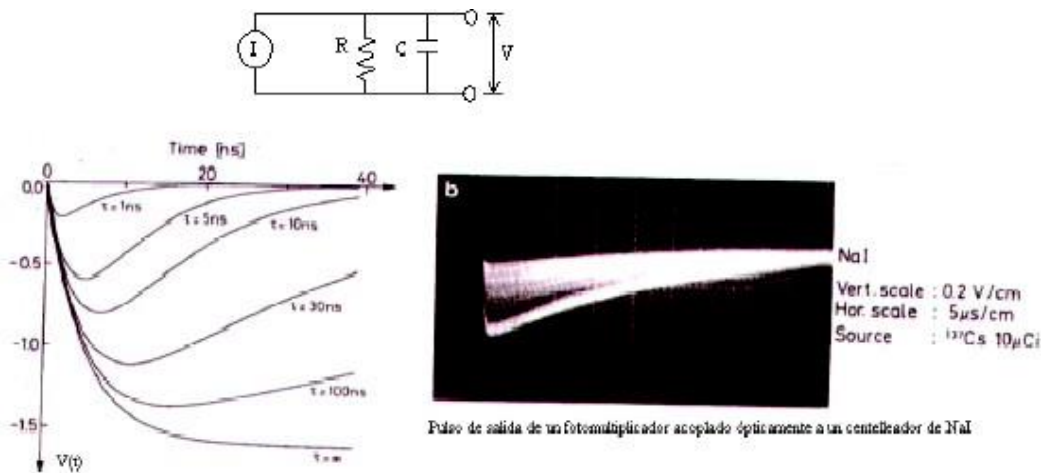 I
R
C
V
Time [ns]
0
20
40
0.0
τ=1ns
τ=5ns
τ=10ns
-0.5
τ=30ns
-1.0
τ=100ns
-1.5
τ=∞
V(t)
b
NaI
Vert. scale : 0.2 V/cm
Hor. scale : 5μs/cm
Source : ¹³⁷Cs 10μCi
Pulso de salida de un fotomultiplicador acoplado ópticamente a un centelleador de NaI